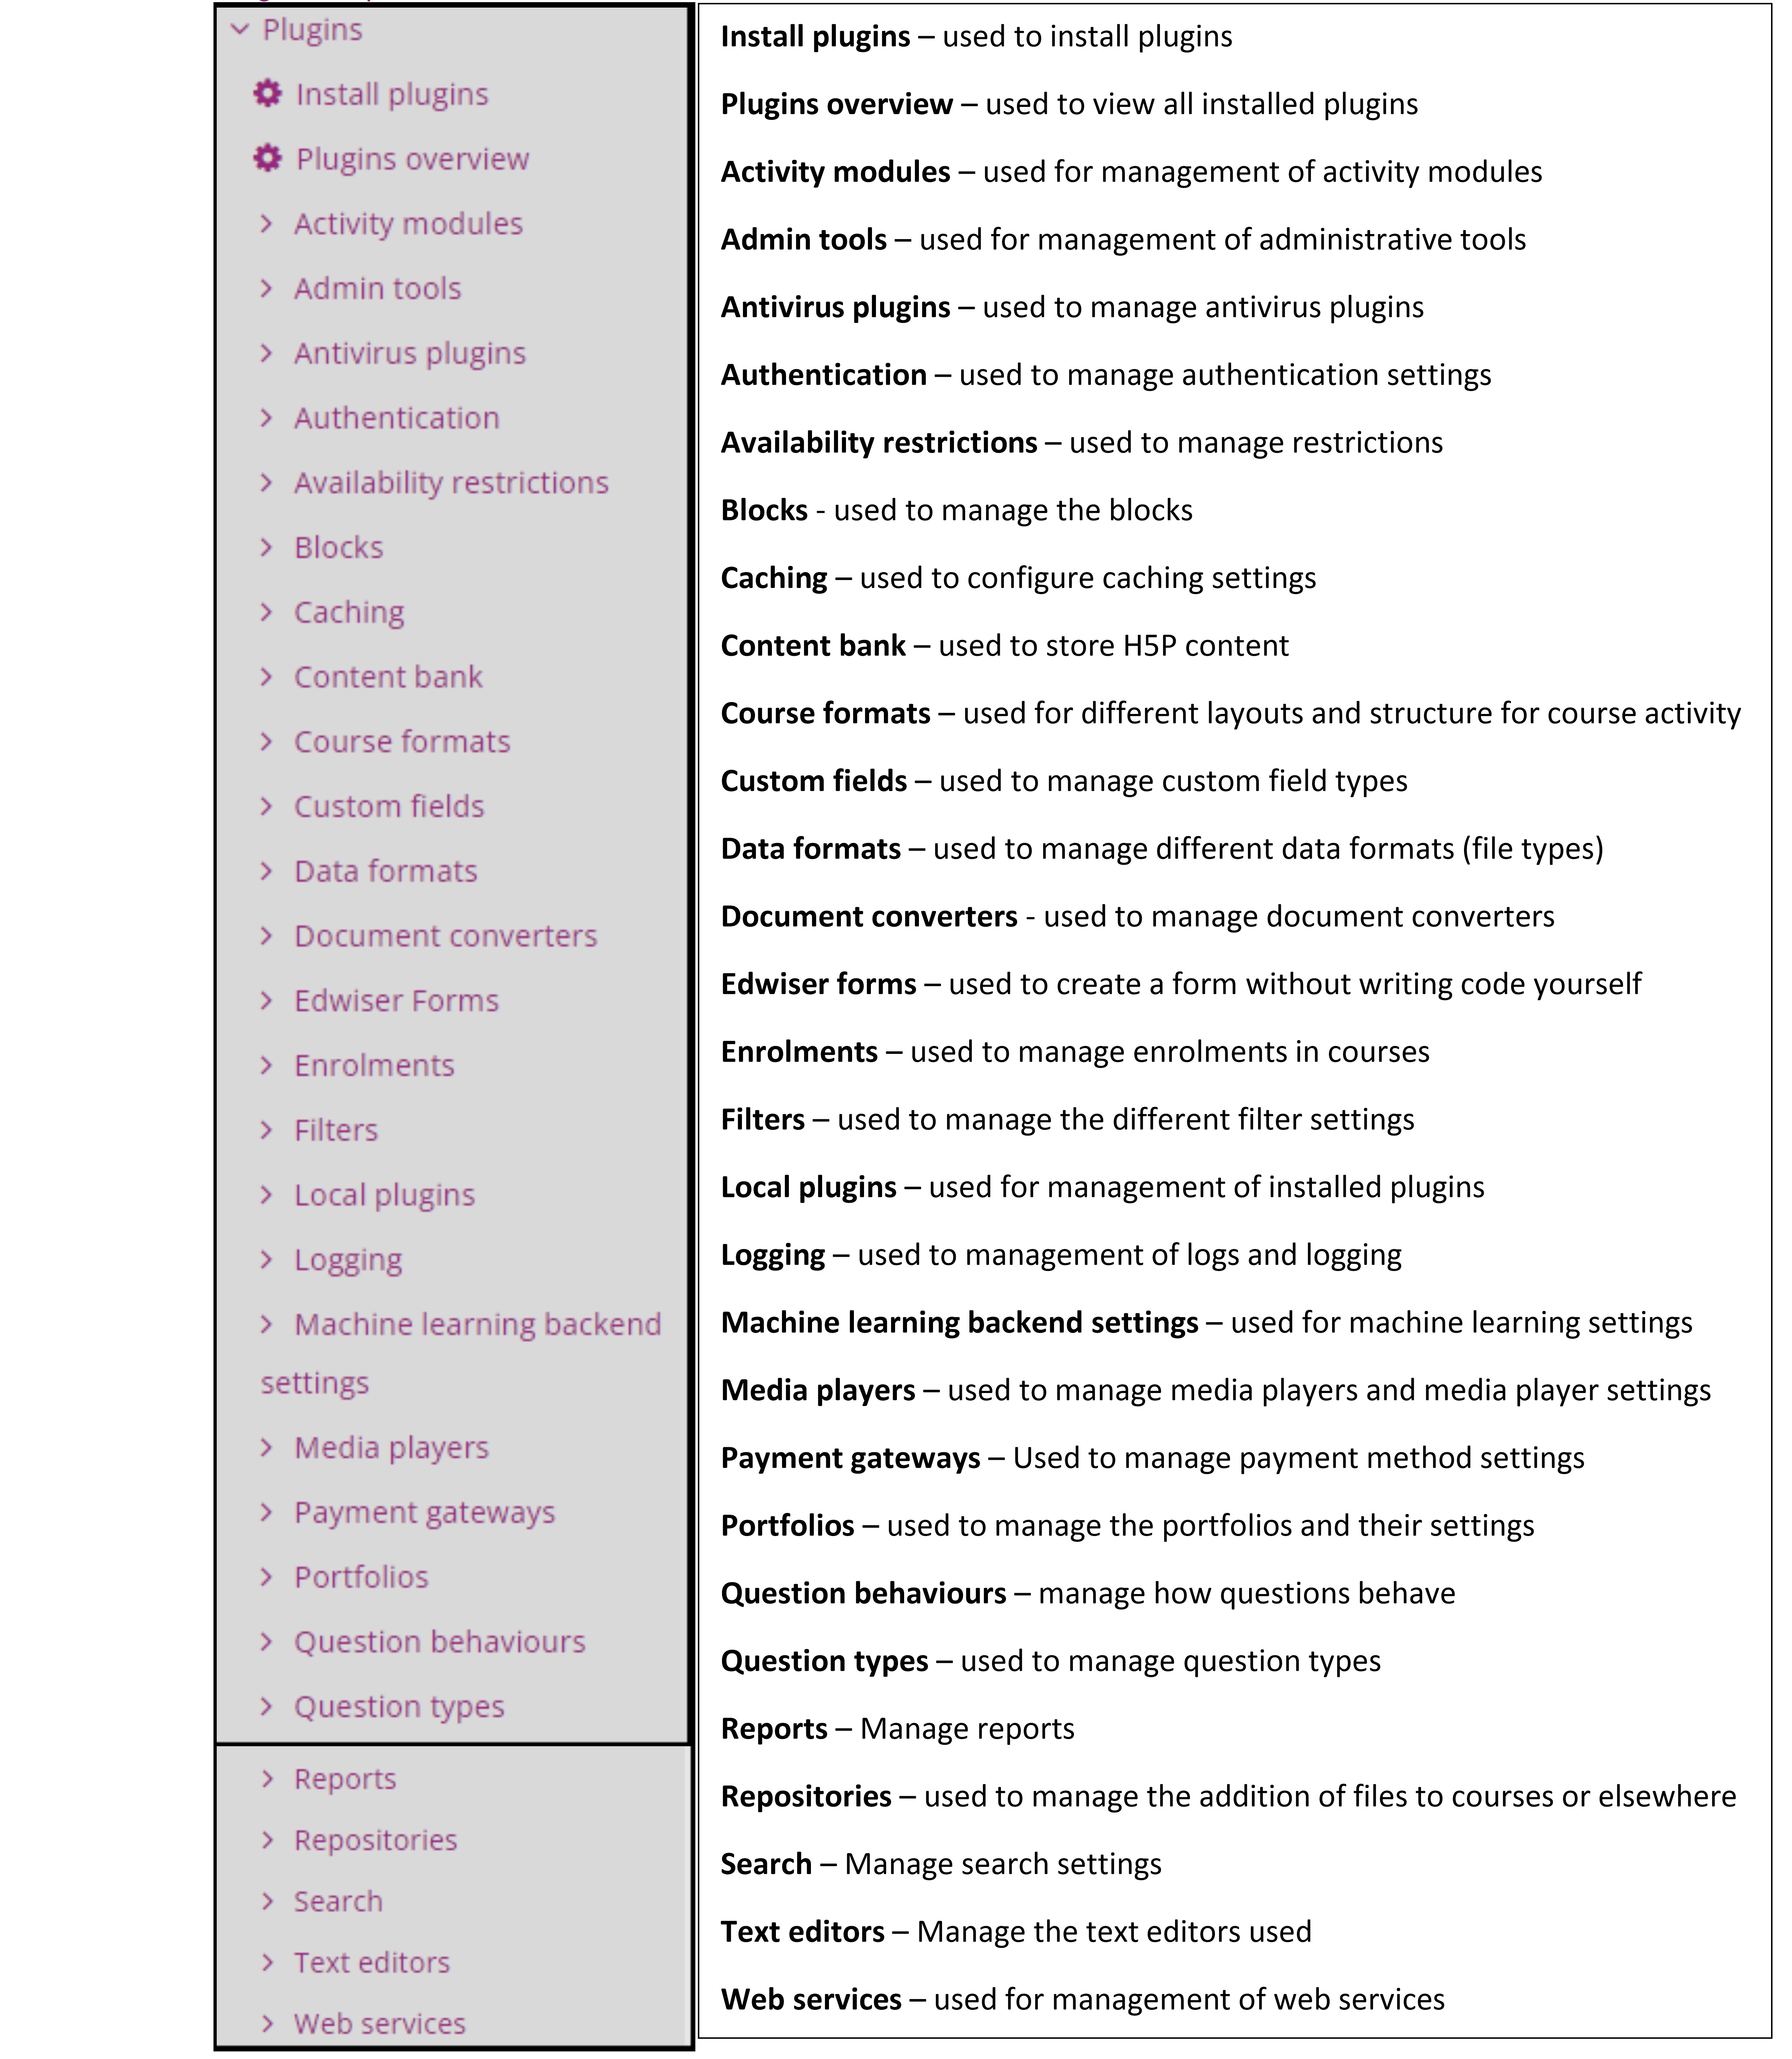 Plugins
Install plugins
Plugins overview
Activity modules
Admin tools
Antivirus plugins
Authentication
Availability restrictions
Blocks
Caching
Content bank
Course formats
Custom fields
Data formats
Document converters
Edwiser Forms
Enrolments
Filters
Local plugins
Logging
Machine learning backend
settings
Media players
Payment gateways
Portfolios
Question behaviours
Question types
Reports
Repositories
Search
Text editors
Web services
Install plugins – used to install plugins
Plugins overview – used to view all installed plugins
Activity modules – used for management of activity modules
Admin tools – used for management of administrative tools
Antivirus plugins – used to manage antivirus plugins
Authentication – used to manage authentication settings
Availability restrictions – used to manage restrictions
Blocks - used to manage the blocks
Caching – used to configure caching settings
Content bank – used to store H5P content
Course formats – used for different layouts and structure for course activity
Custom fields – used to manage custom field types
Data formats – used to manage different data formats (file types)
Document converters - used to manage document converters
Edwiser forms – used to create a form without writing code yourself
Enrolments – used to manage enrolments in courses
Filters – used to manage the different filter settings
Local plugins – used for management of installed plugins
Logging – used to management of logs and logging
Machine learning backend settings – used for machine learning settings
Media players – used to manage media players and media player settings
Payment gateways – Used to manage payment method settings
Portfolios – used to manage the portfolios and their settings
Question behaviours – manage how questions behave
Question types – used to manage question types
Reports – Manage reports
Repositories – used to manage the addition of files to courses or elsewhere
Search – Manage search settings
Text editors – Manage the text editors used
Web services – used for management of web services